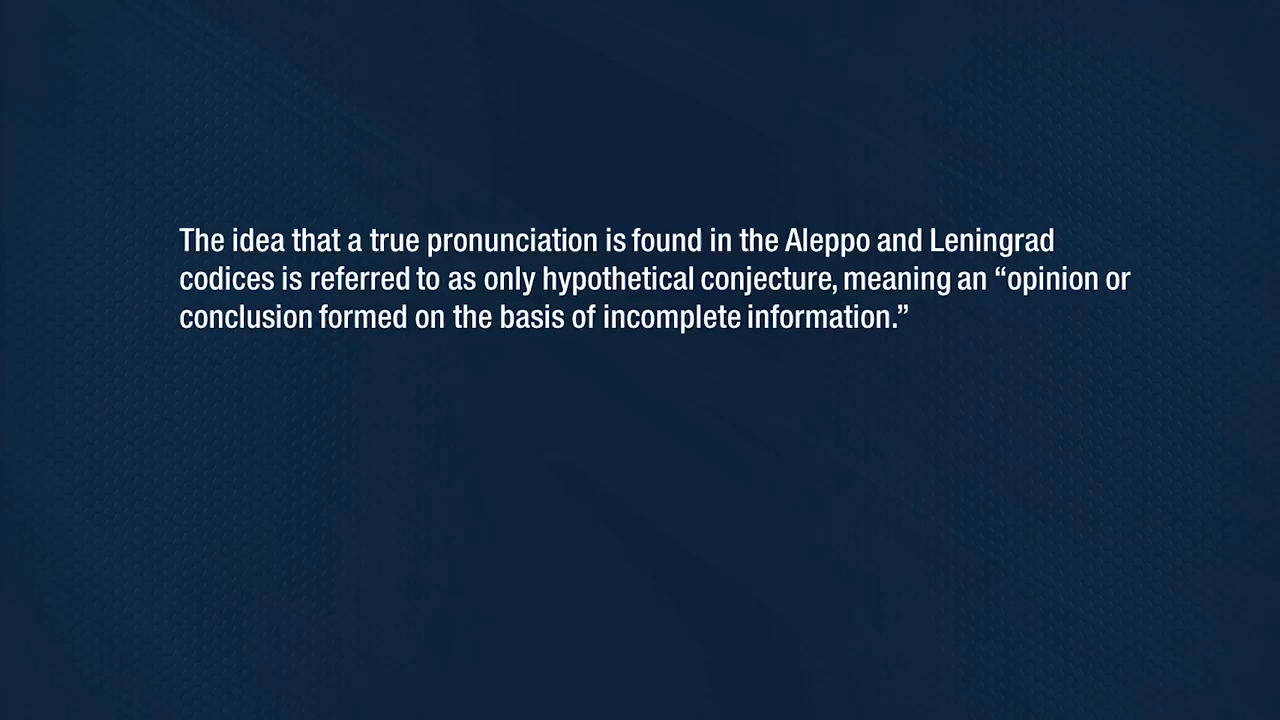 The idea that a true pronunciation is found in the Aleppo and Leningrad
codices is referred to as only hypothetical conjecture, meaning an “opinion or
conclusion formed on the basis of incomplete information.”